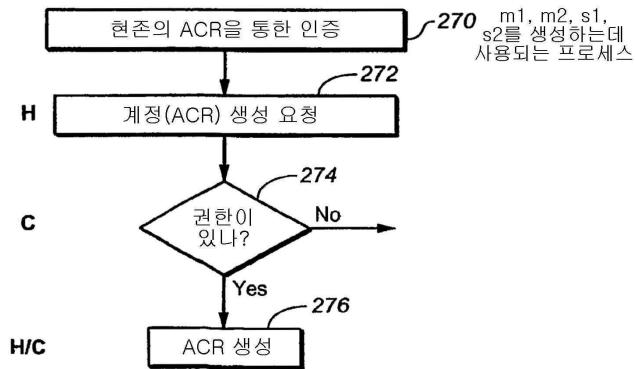 현존의 ACR을 통한 인증
270
m1, m2, s1,
s2를 생성하는데
사용되는 프로세스
272
H
계정(ACR) 생성 요청
274
C
권한이
있나?
No
Yes
276
H/C
ACR 생성